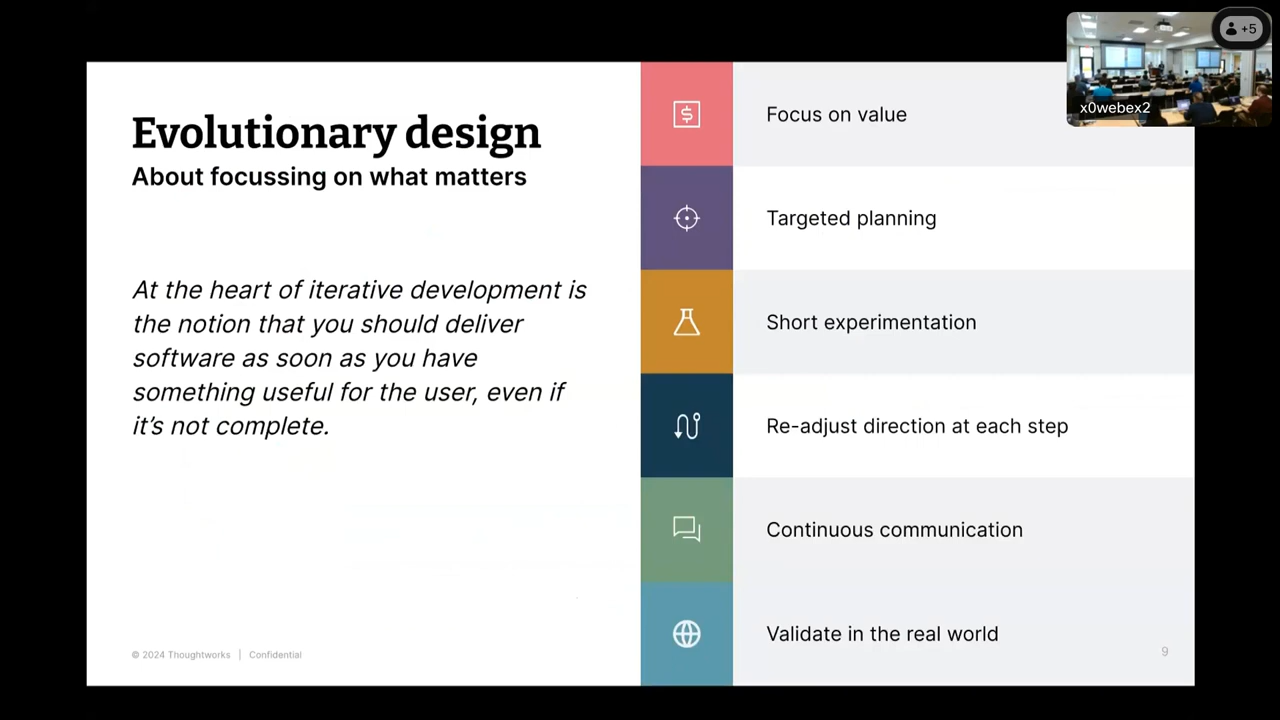 Evolutionary design
About focussing on what matters
At the heart of iterative development is
the notion that you should deliver
software as soon as you have
something useful for the user, even if
it's not complete.
© 2024 Thoughtworks | Confidential
Focus on value
Targeted planning
Short experimentation
Re-adjust direction at each step
Continuous communication
Validate in the real world
9
+5
x0webex2